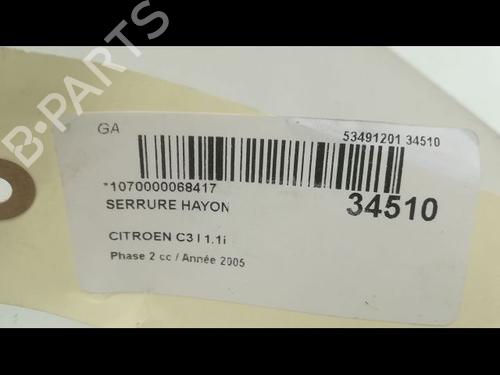 B-PARTS
GA
53491201 34510
*1070000068417
SERRURE HAYON
34510
CITROEN C3 I 1.1i
Phase 2 cc / Année 2005